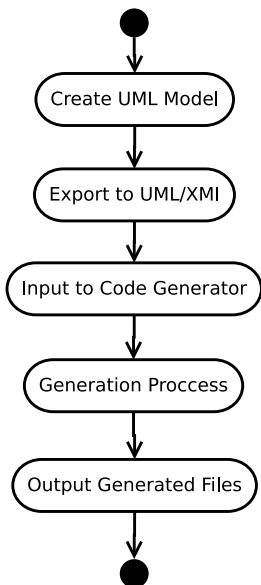 Create UML Model
Export to UML/XMI
Input to Code Generator
Generation Proccess
Output Generated Files